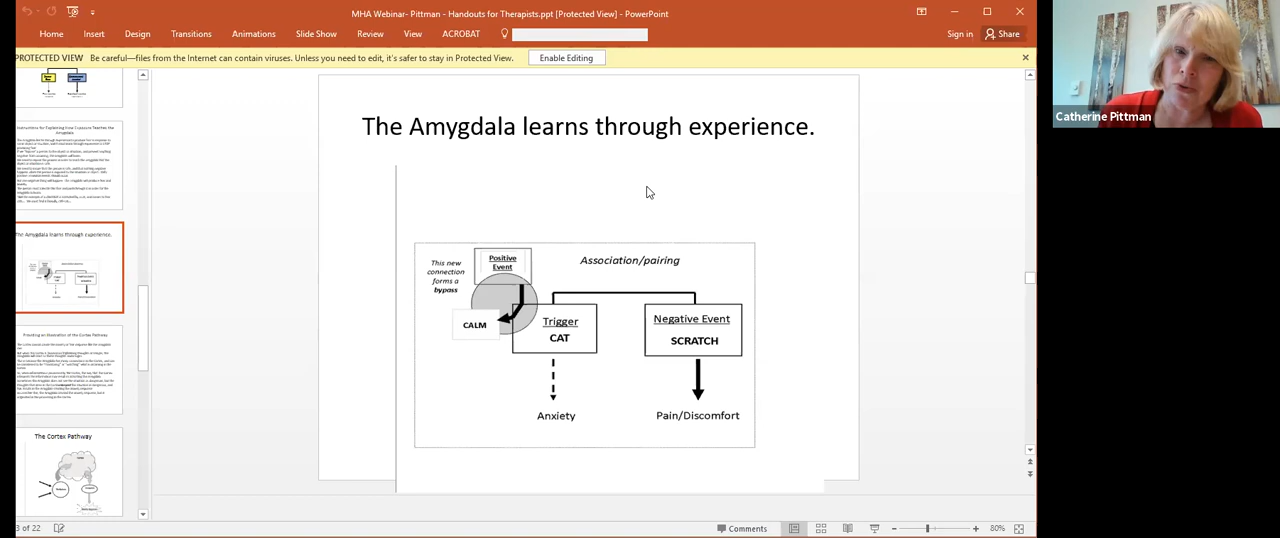 MHA Webinar- Pittman - Handouts for Therapists.ppt [Protected View] - PowerPoint
Home Insert Design Transitions Animations Slide Show Review View ACROBAT Sign in Share
PROTECTED VIEW Be careful—files from the Internet can contain viruses. Unless you need to edit, it's safer to stay in Protected View. Enable Editing
Catherine Pittman
The Amygdala learns through experience.
The Amygdala learns through experience.
The Cortex Pathway
This new
connection
forms a
bypass
Positive
Event
Association/pairing
CALM
Trigger
CAT
Negative Event
SCRATCH
Anxiety
Pain/Discomfort
3 of 22
Comments
80%